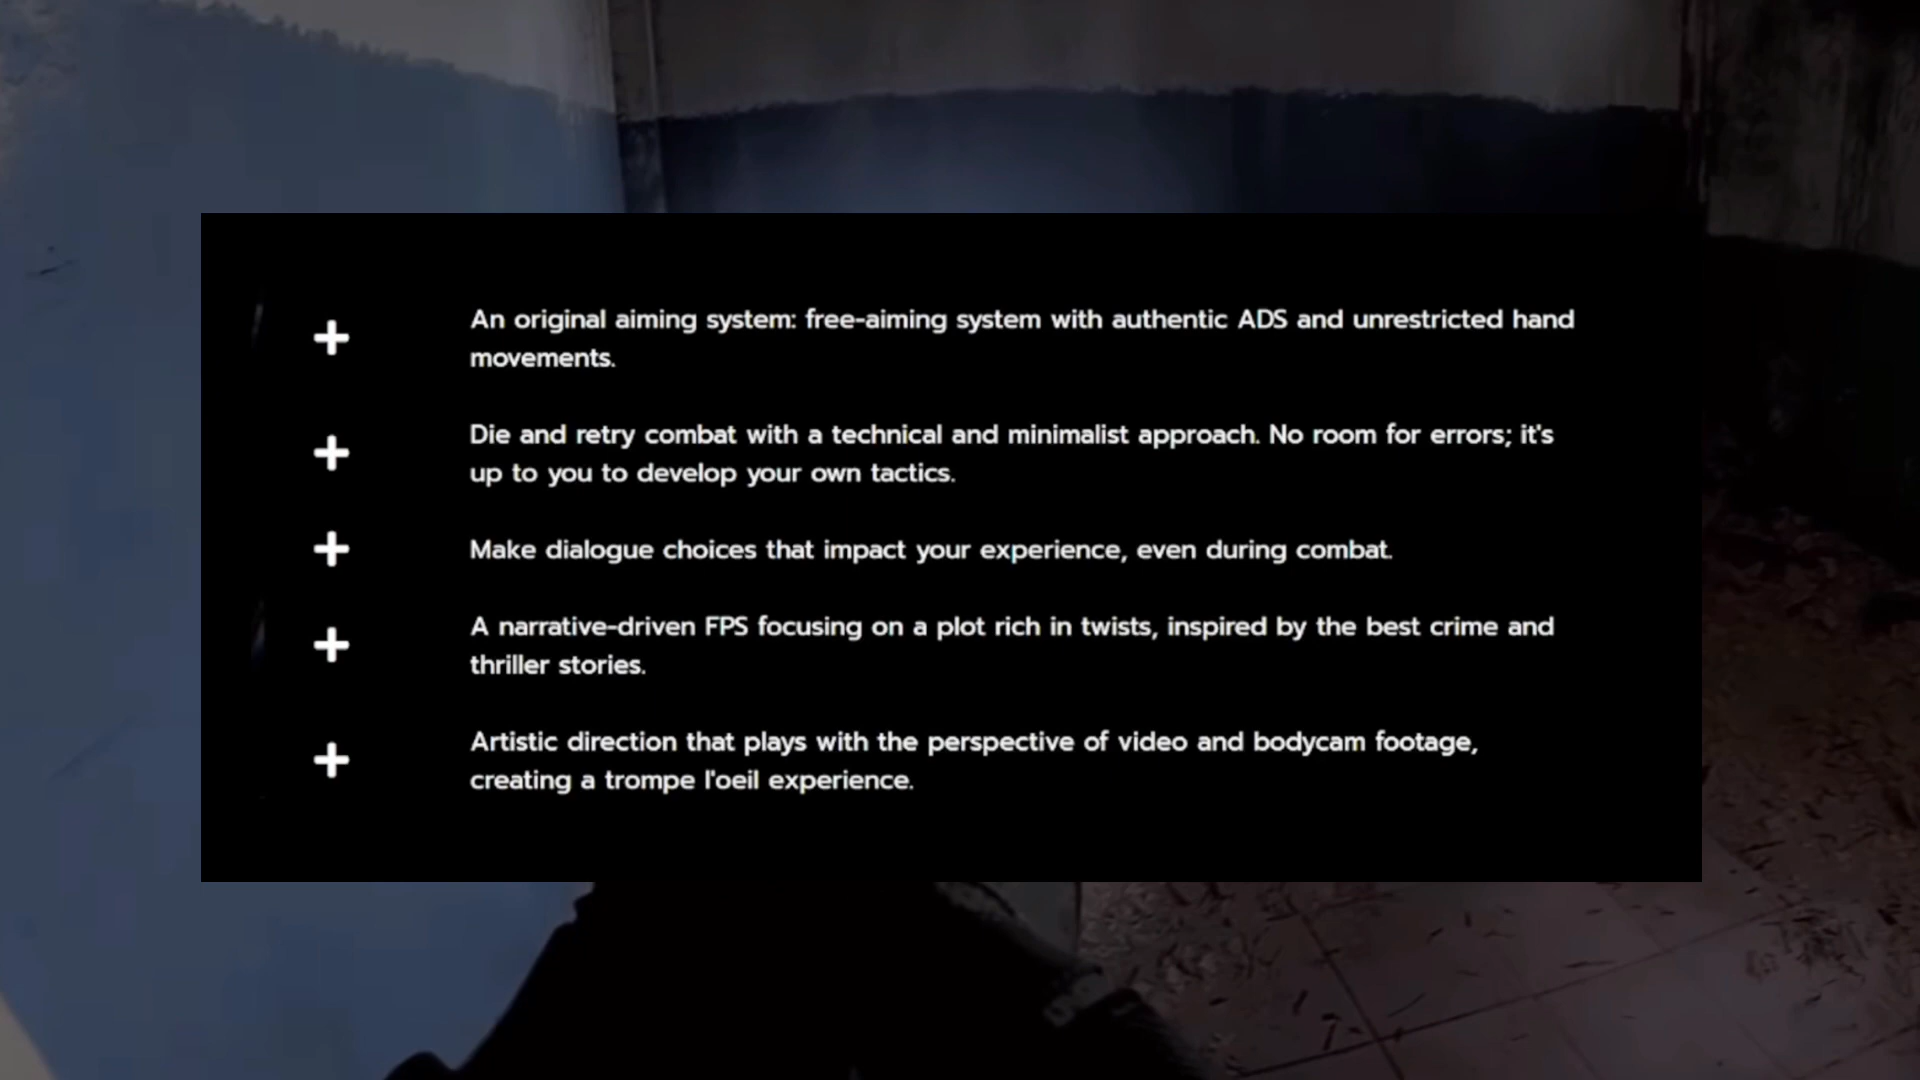 An original aiming system: free-aiming system with authentic ADS and unrestricted hand
movements.
Die and retry combat with a technical and minimalist approach. No room for errors; it's
up to you to develop your own tactics.
Make dialogue choices that impact your experience, even during combat.
A narrative-driven FPS focusing on a plot rich in twists, inspired by the best crime and
thriller stories.
Artistic direction that plays with the perspective of video and bodycam footage,
creating a trompe l'oeil experience.